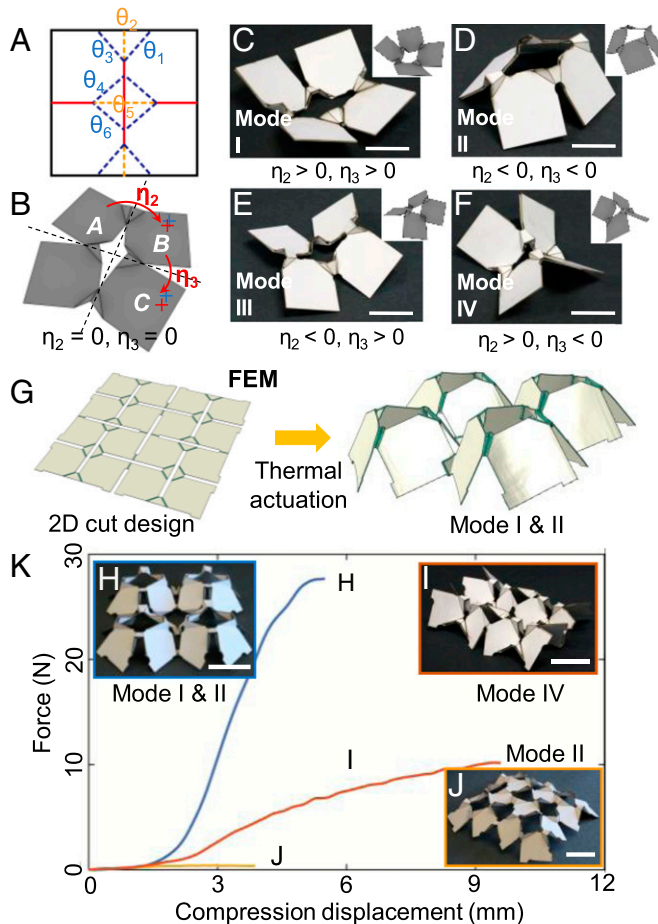 A
θ2
θ3
θ1
θ4
θ5
θ6
B
η2
A
B
η3
C
η2 = 0, η3 = 0
C
Mode
I
η2 > 0, η3 > 0
D
Mode
II
η2 < 0, η3 < 0
E
Mode
III
η2 < 0, η3 > 0
F
Mode
IV
η2 > 0, η3 < 0
G
FEM
Thermal
actuation
2D cut design
Mode I & II
K
30
20
10
0
Force (N)
H
Mode I & II
H
I
Mode IV
I
Mode II
J
J
0
3
6
9
12
Compression displacement (mm)